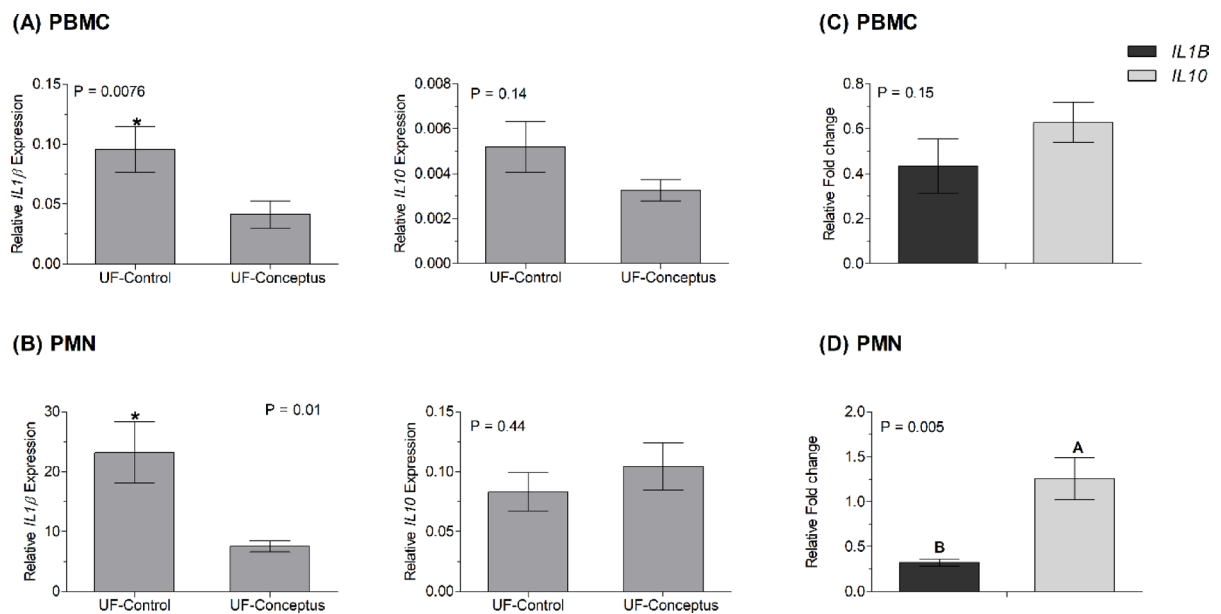 (A) PBMC
P = 0.0076
*
Relative IL1β Expression
0.15
0.10
0.05
0.00
UF-Control
UF-Conceptus
P = 0.14
Relative IL10 Expression
0.008
0.006
0.004
0.002
0.000
UF-Control
UF-Conceptus
(C) PBMC
IL1B
IL10
P = 0.15
Relative Fold change
0.8
0.6
0.4
0.2
0.0
(B) PMN
P = 0.01
*
Relative IL1β Expression
30
20
10
0
UF-Control
UF-Conceptus
P = 0.44
Relative IL10 Expression
0.15
0.10
0.05
0.00
UF-Control
UF-Conceptus
(D) PMN
P = 0.005
Relative Fold change
2.0
1.5
1.0
0.5
0.0
B
A